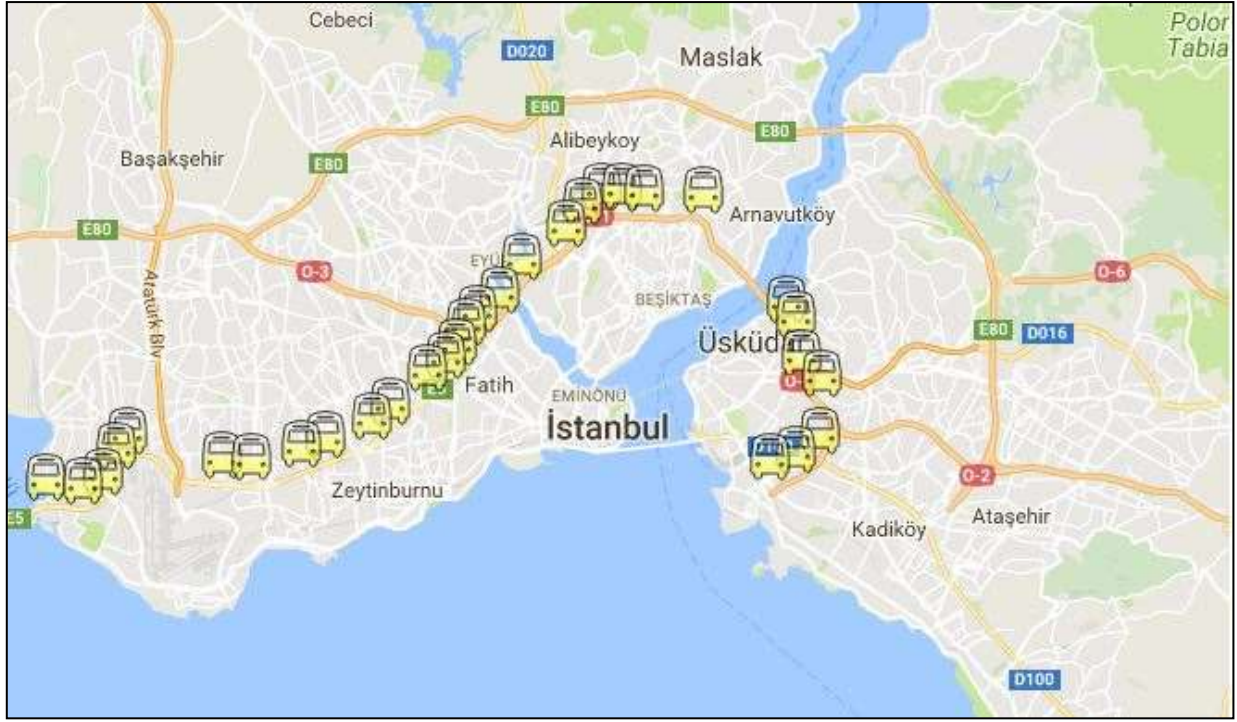 Cebeci
Polor
Tabia
D020
Maslak
E80
E80
Alibeykoy
Başakşehir
E80
Arnavutköy
E80
EYÜ
O-3
O-6
Atatürk Blv
BEŞİKTAŞ
E80
D016
Üsküd
Fatih
EMİNÖNÜ
İstanbul
Zeytinburnu
O-2
E5
Kadiköy
Ataşehir
D100